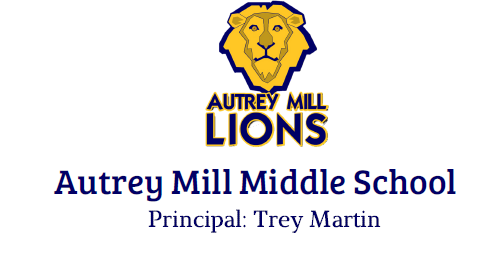 AUTREY MILL
LIONS
Autrey Mill Middle School
Principal: Trey Martin